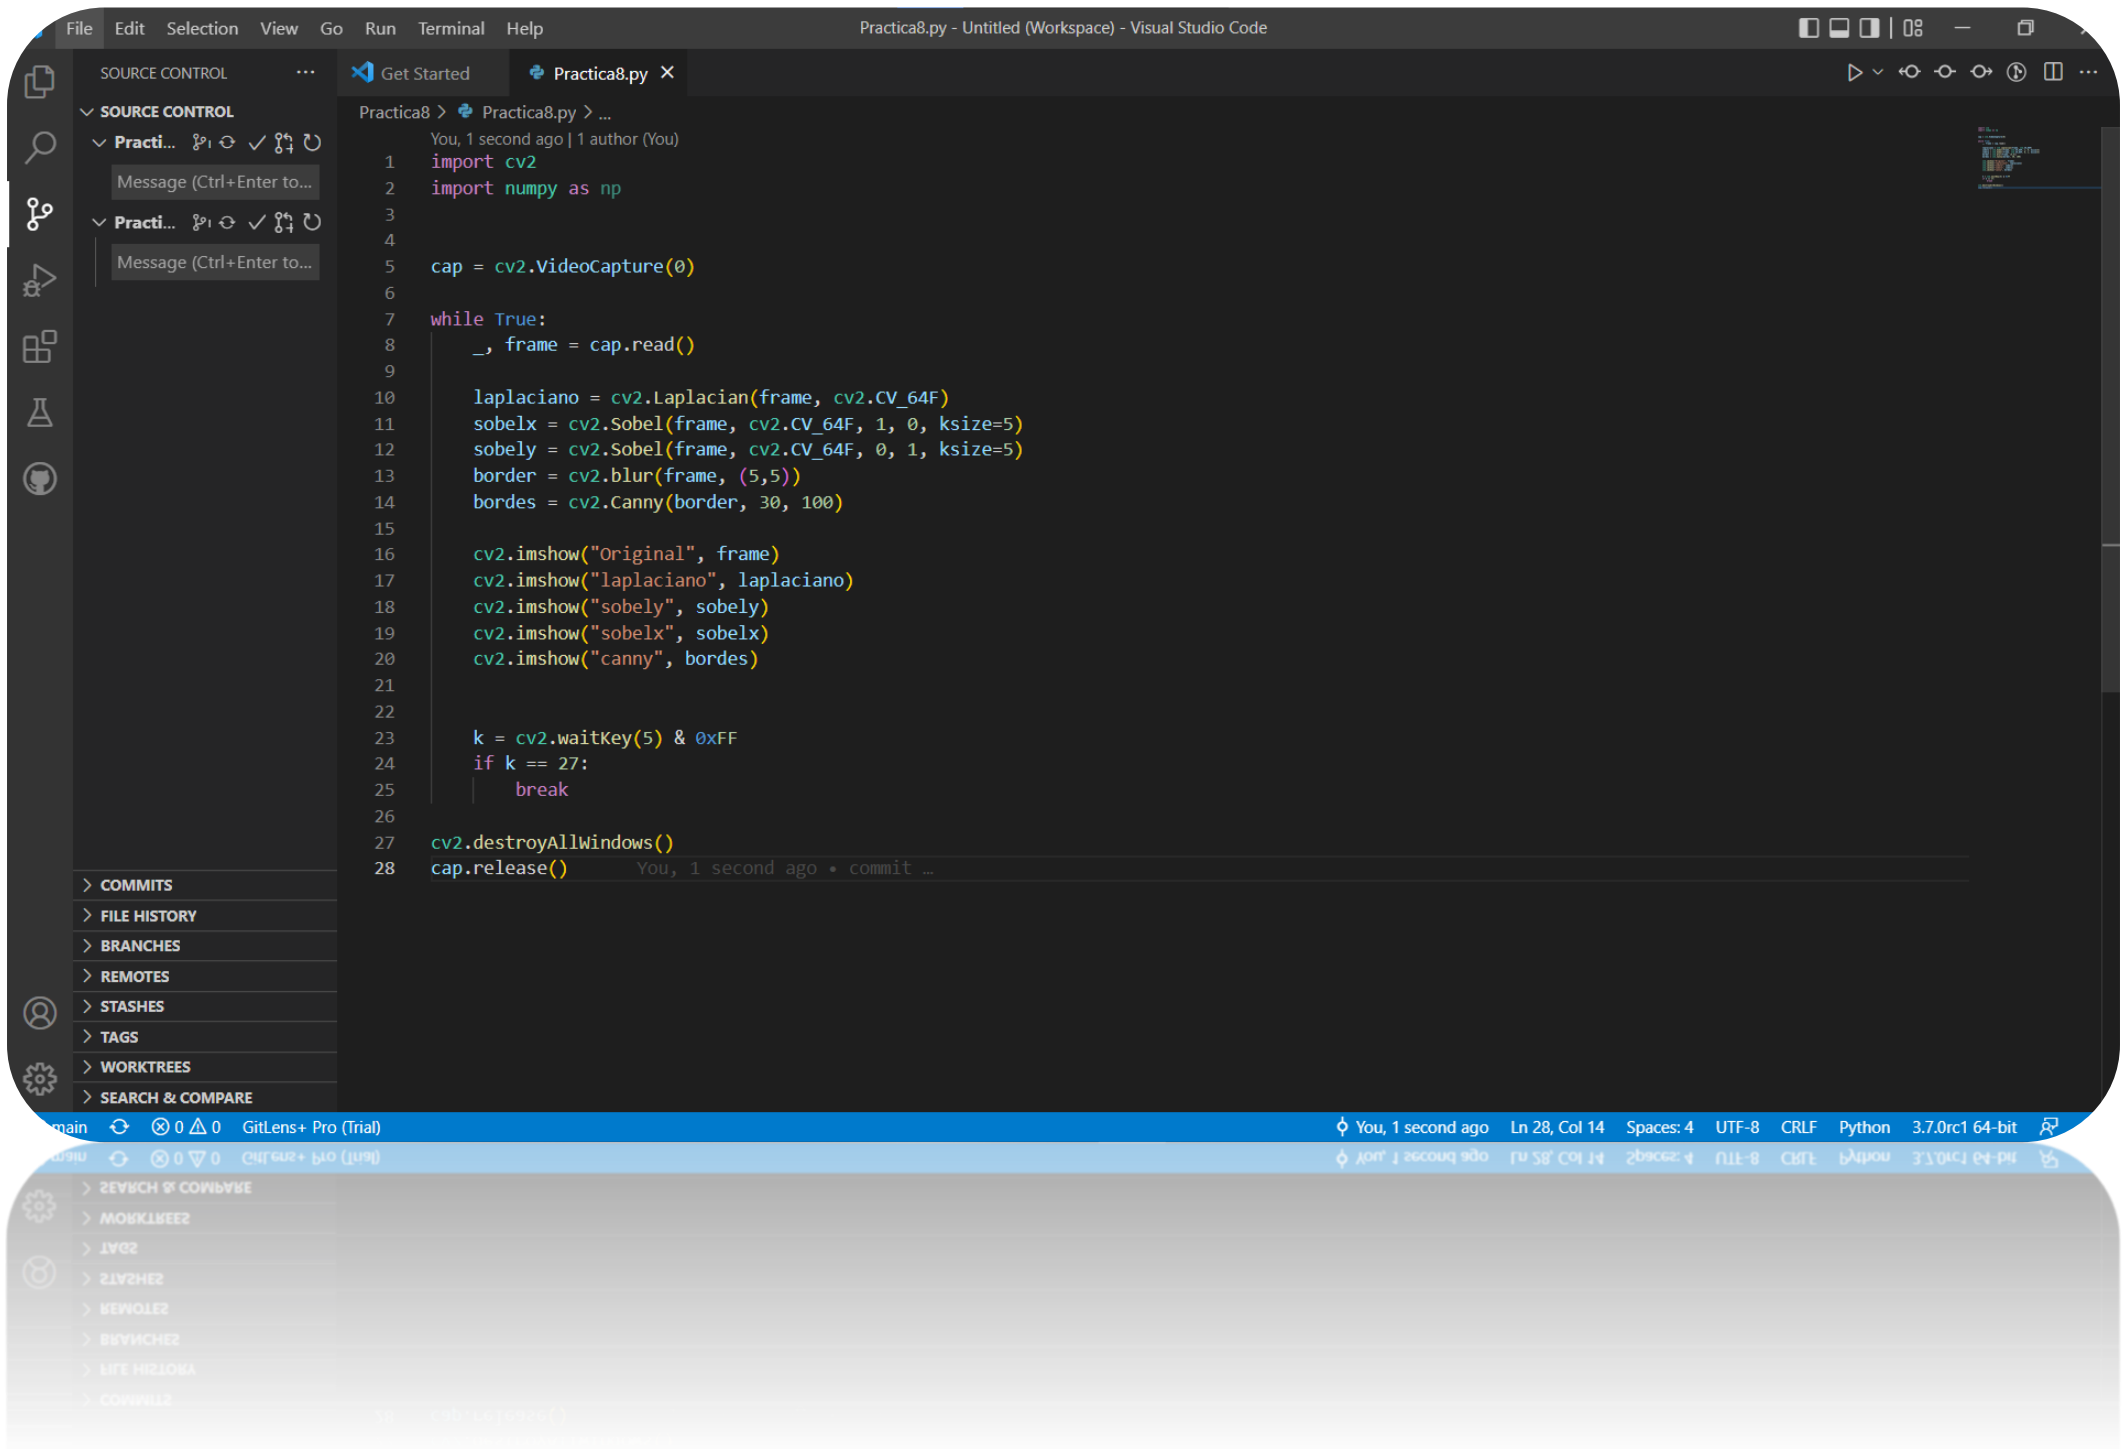 File Edit Selection View Go Run Terminal Help Practica8.py - Untitled (Workspace) - Visual Studio Code
SOURCE CONTROL ...
Get Started Practica8.py
SOURCE CONTROL
Practica8 > Practica8.py > ...
Practi...
You, 1 second ago | 1 author (You)
1 import cv2
Message (Ctrl+Enter to...
2 import numpy as np
3
Practi...
4
Message (Ctrl+Enter to...
5 cap = cv2.VideoCapture(0)
6
7 while True:
8 _, frame = cap.read()
9
10 laplaciano = cv2.Laplacian(frame, cv2.CV_64F)
11 sobelx = cv2.Sobel(frame, cv2.CV_64F, 1, 0, ksize=5)
12 sobely = cv2.Sobel(frame, cv2.CV_64F, 0, 1, ksize=5)
13 border = cv2.blur(frame, (5,5))
14 bordes = cv2.Canny(border, 30, 100)
15
16 cv2.imshow("Original", frame)
17 cv2.imshow("laplaciano", laplaciano)
18 cv2.imshow("sobely", sobely)
19 cv2.imshow("sobelx", sobelx)
20 cv2.imshow("canny", bordes)
21
22
23 k = cv2.waitKey(5) & 0xFF
24 if k == 27:
25 break
26
27 cv2.destroyAllWindows()
28 cap.release() You, 1 second ago • commit …
COMMITS
FILE HISTORY
BRANCHES
REMOTES
STASHES
TAGS
WORKTREES
SEARCH & COMPARE
main 0 0 GitLens+ Pro (Trial) You, 1 second ago Ln 28, Col 14 Spaces: 4 UTF-8 CRLF Python 3.7.0rc1 64-bit